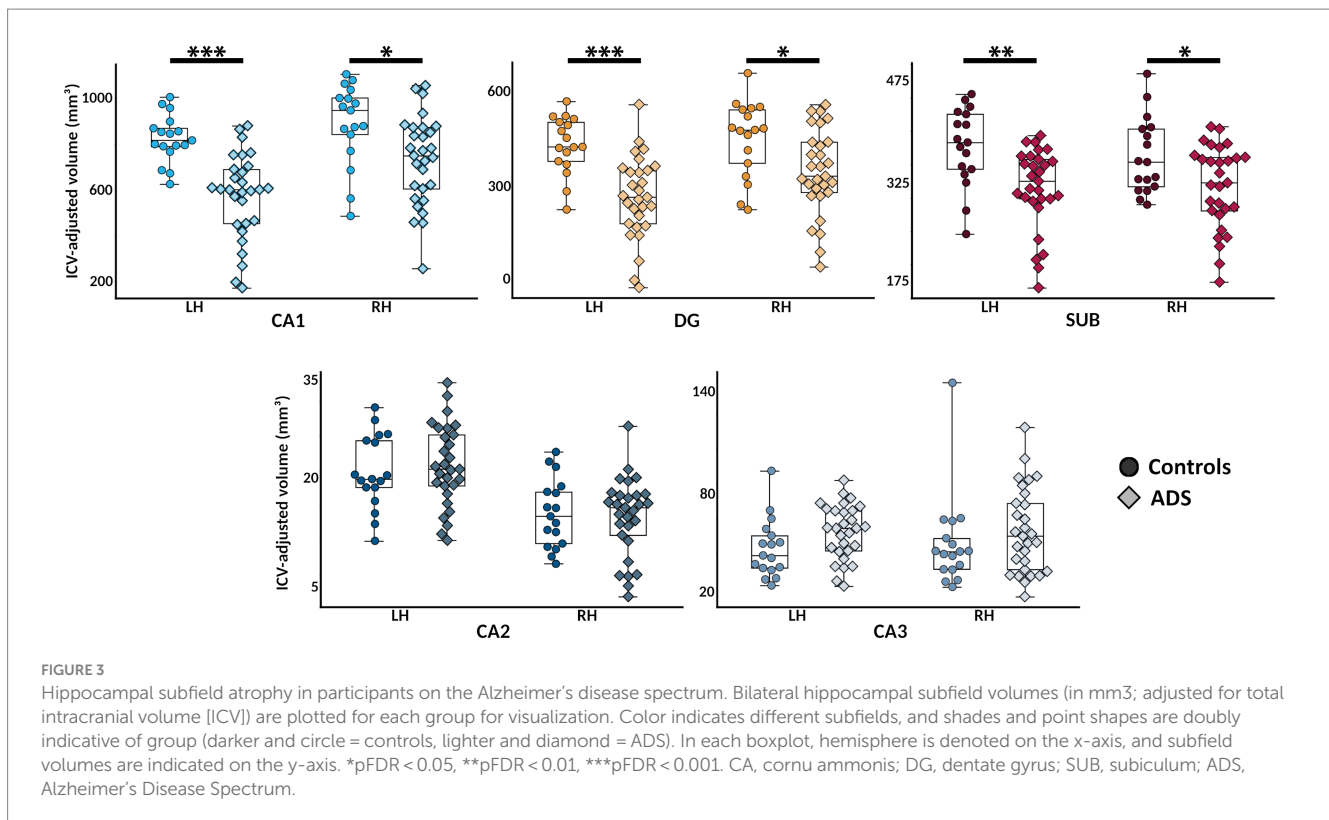 *** * *** * ** *
ICV-adjusted volume (mm³)
1000
600
200
LH RH
CA1
600
300
0
LH RH
DG
475
325
175
LH RH
SUB
ICV-adjusted volume (mm³)
35
20
5
LH RH
CA2
140
80
20
LH RH
CA3
Controls
ADS
FIGURE 3
Hippocampal subfield atrophy in participants on the Alzheimer's disease spectrum. Bilateral hippocampal subfield volumes (in mm3; adjusted for total
intracranial volume [ICV]) are plotted for each group for visualization. Color indicates different subfields, and shades and point shapes are doubly
indicative of group (darker and circle = controls, lighter and diamond = ADS). In each boxplot, hemisphere is denoted on the x-axis, and subfield
volumes are indicated on the y-axis. *pFDR < 0.05, **pFDR < 0.01, ***pFDR < 0.001. CA, cornu ammonis; DG, dentate gyrus; SUB, subiculum; ADS,
Alzheimer's Disease Spectrum.